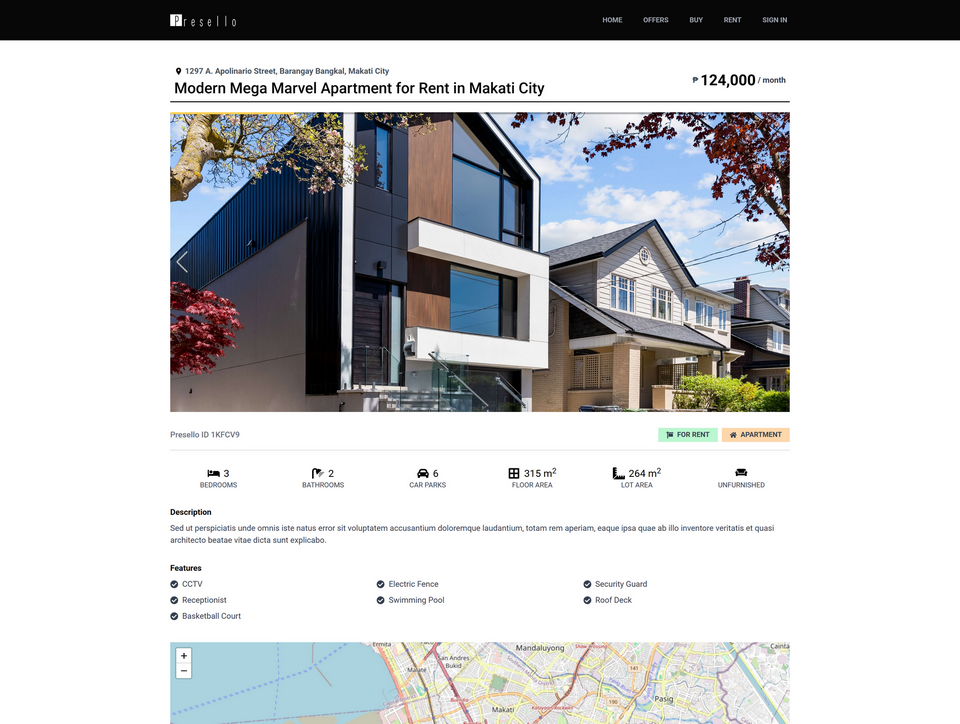 Presello
HOME OFFERS BUY RENT SIGN IN
1297 A. Apolinario Street, Barangay Bangkal, Makati City
Modern Mega Marvel Apartment for Rent in Makati City
₱ 124,000 / month
Presello ID 1KFCV9
FOR RENT
APARTMENT
3
BEDROOMS
2
BATHROOMS
6
CAR PARKS
315 m²
FLOOR AREA
264 m²
LOT AREA
UNFURNISHED
Description
Sed ut perspiciatis unde omnis iste natus error sit voluptatem accusantium doloremque laudantium, totam rem aperiam, eaque ipsa quae ab illo inventore veritatis et quasi
architecto beatae vitae dicta sunt explicabo.
Features
CCTV
Electric Fence
Security Guard
Receptionist
Swimming Pool
Roof Deck
Basketball Court
+
−
Ermita
Mandaluyong
Cainta
San Andres
Bukid
Malate
141
Pasig
Makati